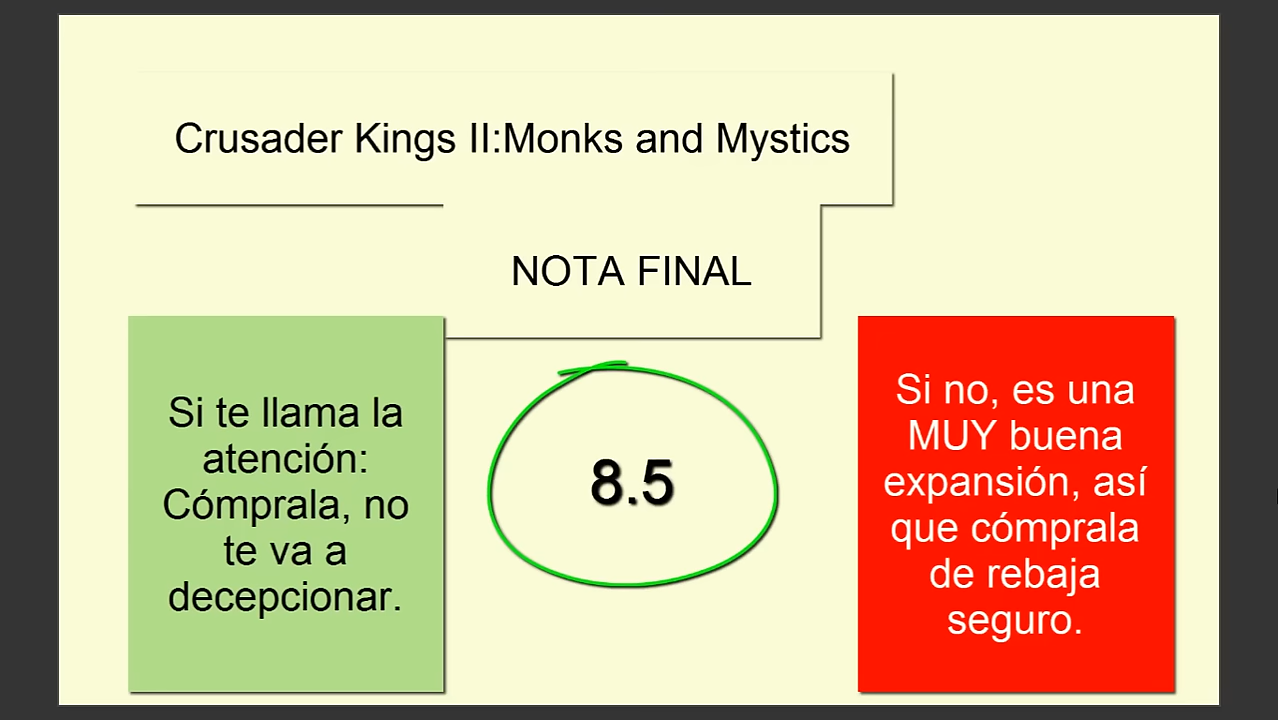 Crusader Kings II:Monks and Mystics
NOTA FINAL
Si te llama la
atención:
Cómprala, no
te va a
decepcionar.
8.5
Si no, es una
MUY buena
expansión, así
que cómprala
de rebaja
seguro.